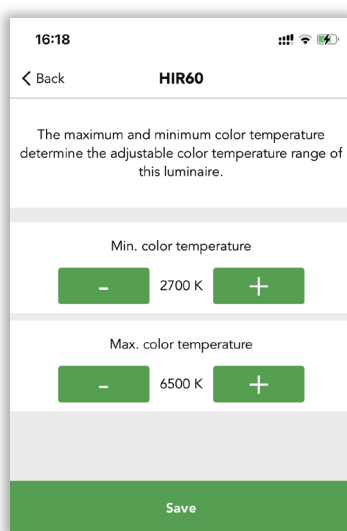 16:18
Back
HIR60
The maximum and minimum color temperature
determine the adjustable color temperature range of
this luminaire.
Min. color temperature
- 2700 K +
Max. color temperature
- 6500 K +
Save